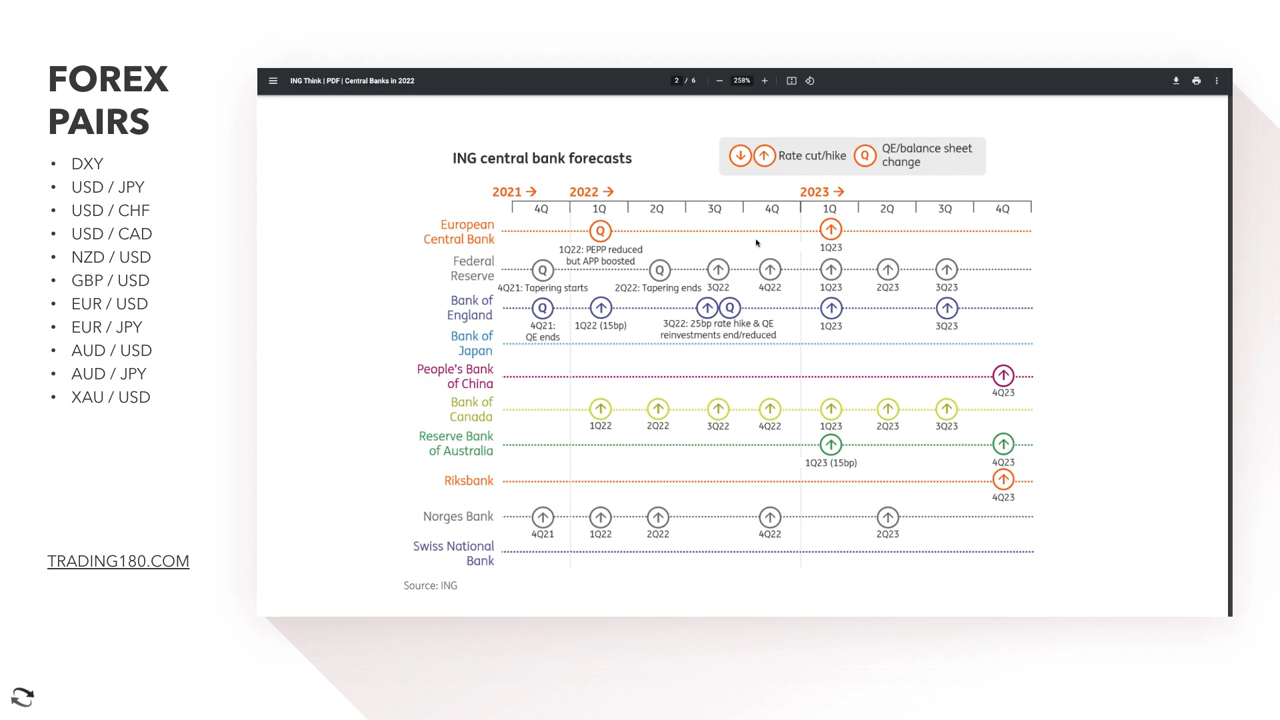 FOREX
PAIRS
• DXY
• USD / JPY
• USD / CHF
• USD / CAD
• NZD / USD
• GBP / USD
• EUR / USD
• EUR / JPY
• AUD / USD
• AUD / JPY
• XAU / USD
TRADING180.COM
ING Think | PDF | Central Banks in 2022
2 / 6
258%
ING central bank forecasts
Rate cut/hike
Q
QE/balance sheet
change
2021 → 2022 → 2023 →
4Q 1Q 2Q 3Q 4Q 1Q 2Q 3Q 4Q
European
Central Bank
Q
1Q22: PEPP reduced
but APP boosted
1Q23
Federal
Reserve
Q Q
4Q21: Tapering starts 2Q22: Tapering ends 3Q22 4Q22 1Q23 2Q23 3Q23
Bank of
England
Q Q
4Q21:
QE ends
1Q22 (15bp)
3Q22: 25bp rate hike & QE
reinvestments end/reduced
1Q23 3Q23
Bank of
Japan
People's Bank
of China
4Q23
Bank of
Canada
1Q22 2Q22 3Q22 4Q22 1Q23 2Q23 3Q23
Reserve Bank
of Australia
1Q23 (15bp) 4Q23
Riksbank
4Q23
Norges Bank
4Q21 1Q22 2Q22 4Q22 2Q23
Swiss National
Bank
Source: ING